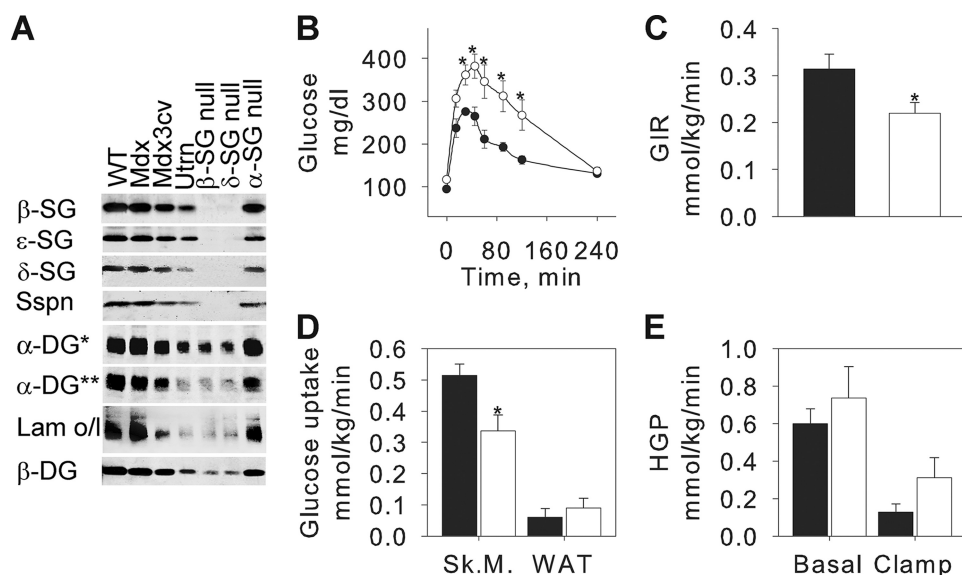 A
WT
Mdx
Mdx3cv
Utrn
β-SG null
δ-SG null
α-SG null
β-SG
ε-SG
δ-SG
Sspn
α-DG*
α-DG**
Lam o/l
β-DG
B
Glucose
mg/dl
400
300
200
100
*
*
*
*
*
0 80 160 240
Time, min
C
GIR
mmol/kg/min
0.3
0.2
0.1
0.0
*
D
Glucose uptake
mmol/kg/min
0.6
0.5
0.4
0.3
0.2
0.1
0.0
*
Sk.M. WAT
E
HGP
mmol/kg/min
1.0
0.8
0.6
0.4
0.2
0.0
Basal Clamp